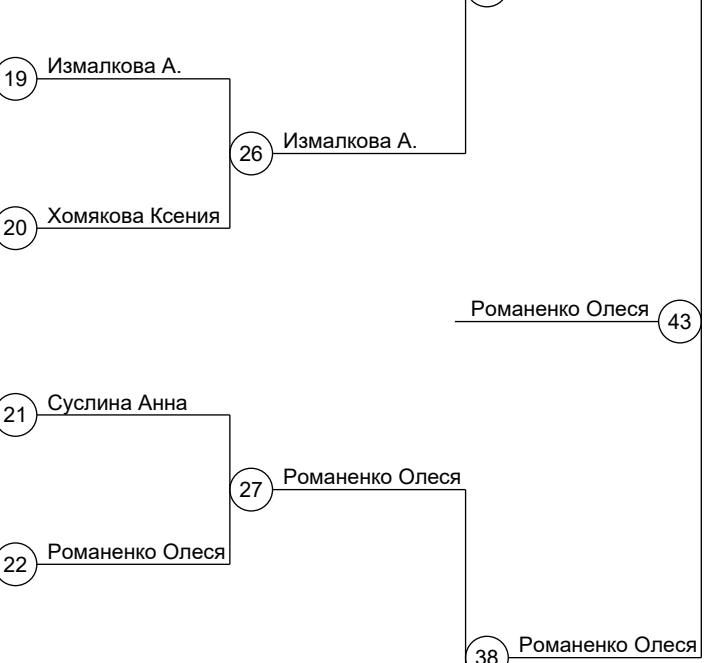 19 Измалкова А.
26 Измалкова А.
20 Хомякова Ксения
Романенко Олеся 43
21 Суслина Анна
27 Романенко Олеся
22 Романенко Олеся
38 Романенко Олеся